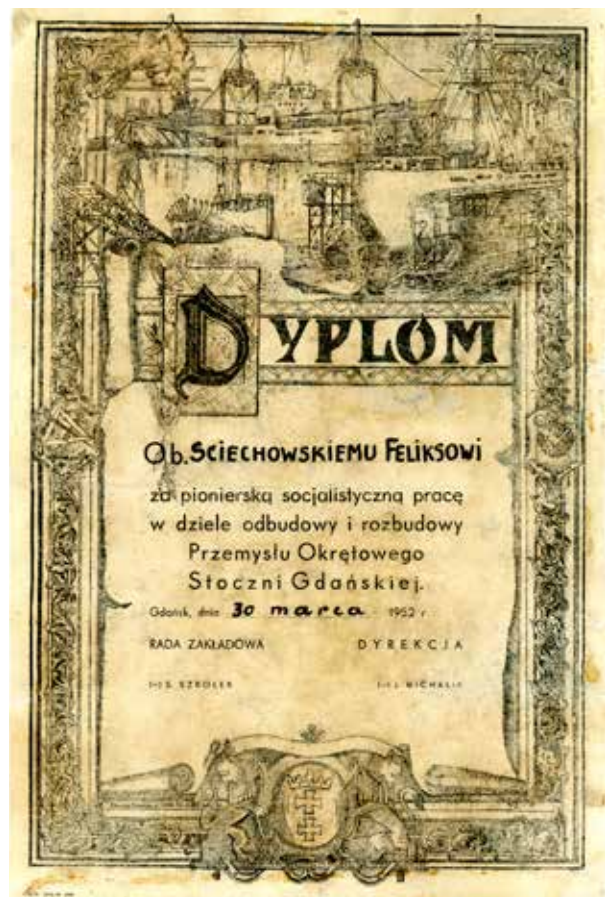 DYPLOM
Ob. SCIECHOWSKIEMU FELIKSOWI
za pionierską socjalistyczną pracę
w dziele odbudowy i rozbudowy
Przemysłu Okrętowego
Stoczni Gdańskiej.
Gdańsk, dnia 30 marca 1952 r.
RADA ZAKŁADOWA DYREKCJA